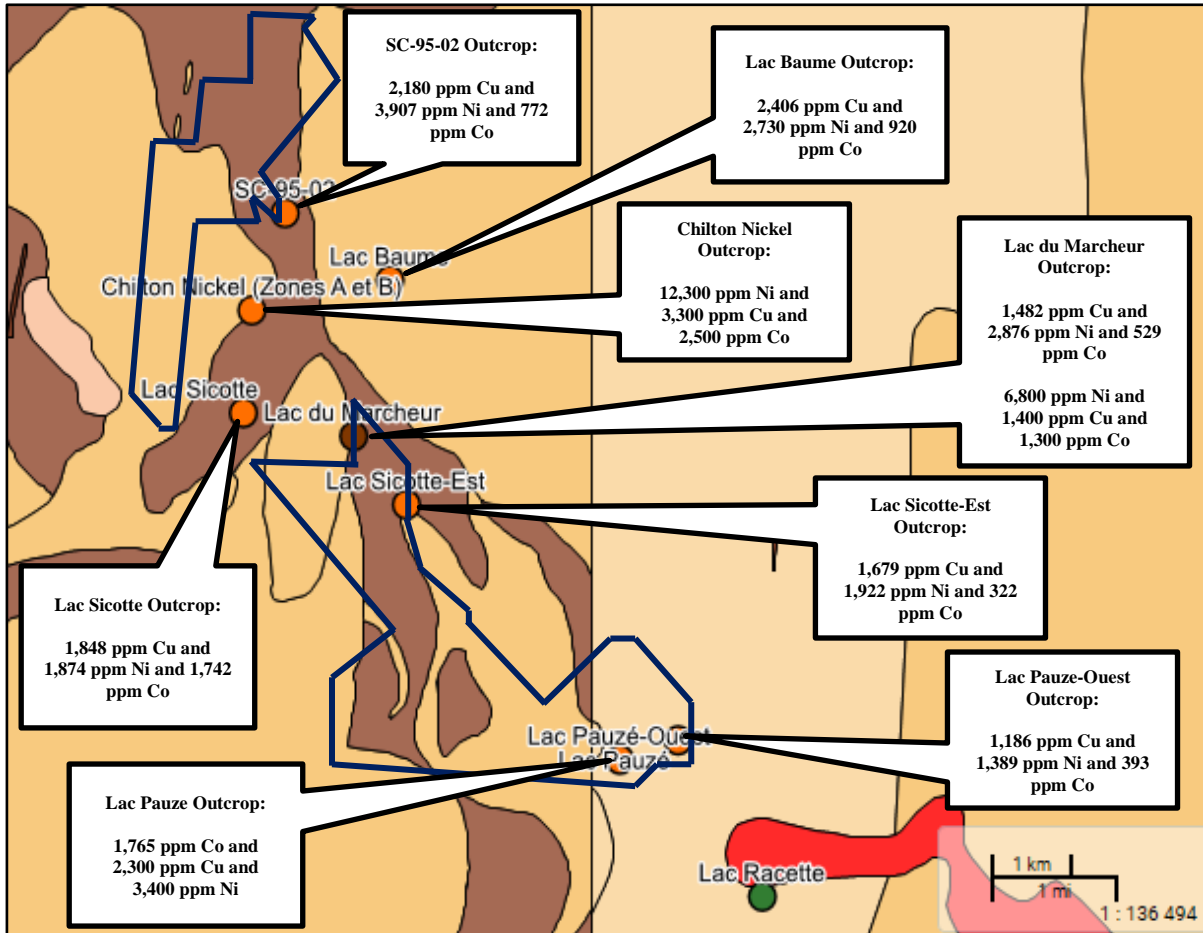 SC-95-02 Outcrop:
2,180 ppm Cu and
3,907 ppm Ni and 772
ppm Co
Lac Baume Outcrop:
2,406 ppm Cu and
2,730 ppm Ni and 920
ppm Co
SC-95-02
Lac Baume
Chilton Nickel (Zones A et B)
Chilton Nickel
Outcrop:
12,300 ppm Ni and
3,300 ppm Cu and
2,500 ppm Co
Lac du Marcheur
Outcrop:
1,482 ppm Cu and
2,876 ppm Ni and 529
ppm Co
6,800 ppm Ni and
1,400 ppm Cu and
1,300 ppm Co
Lac Sicotte
Lac du Marcheur
Lac Sicotte-Est
Lac Sicotte-Est
Outcrop:
1,679 ppm Cu and
1,922 ppm Ni and 322
ppm Co
Lac Sicotte Outcrop:
1,848 ppm Cu and
1,874 ppm Ni and 1,742
ppm Co
Lac Pauze-Ouest
Outcrop:
1,186 ppm Cu and
1,389 ppm Ni and 393
ppm Co
Lac Pauzé-Ouest
Lac Pauzé
Lac Pauze Outcrop:
1,765 ppm Co and
2,300 ppm Cu and
3,400 ppm Ni
Lac Racette
1 km
1 mi
1 : 136 494